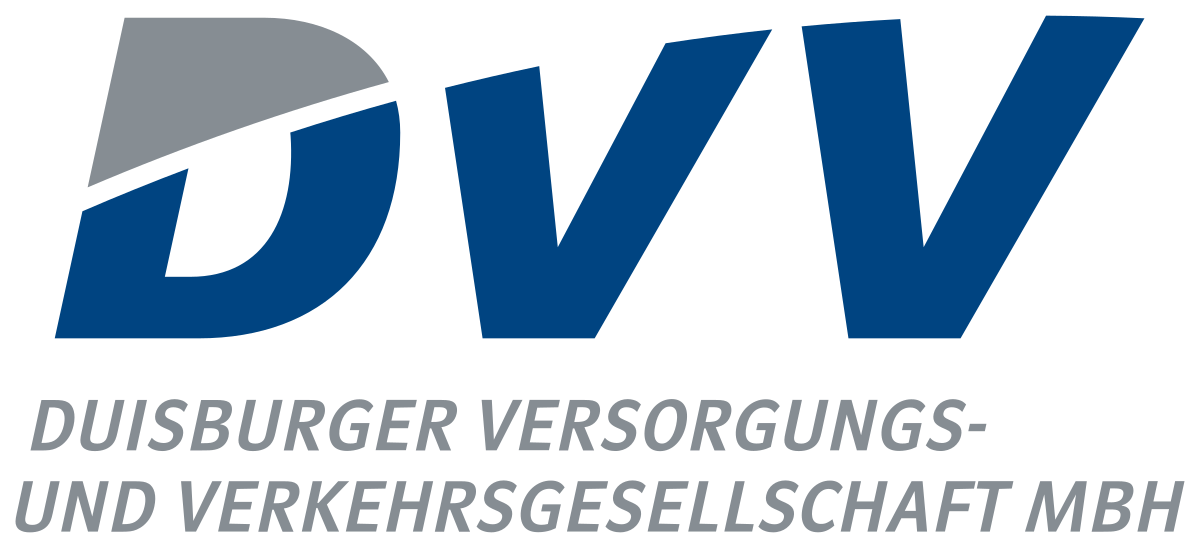 DVV
DUISBURGER VERSORGUNGS-
UND VERKEHRSGESELLSCHAFT MBH